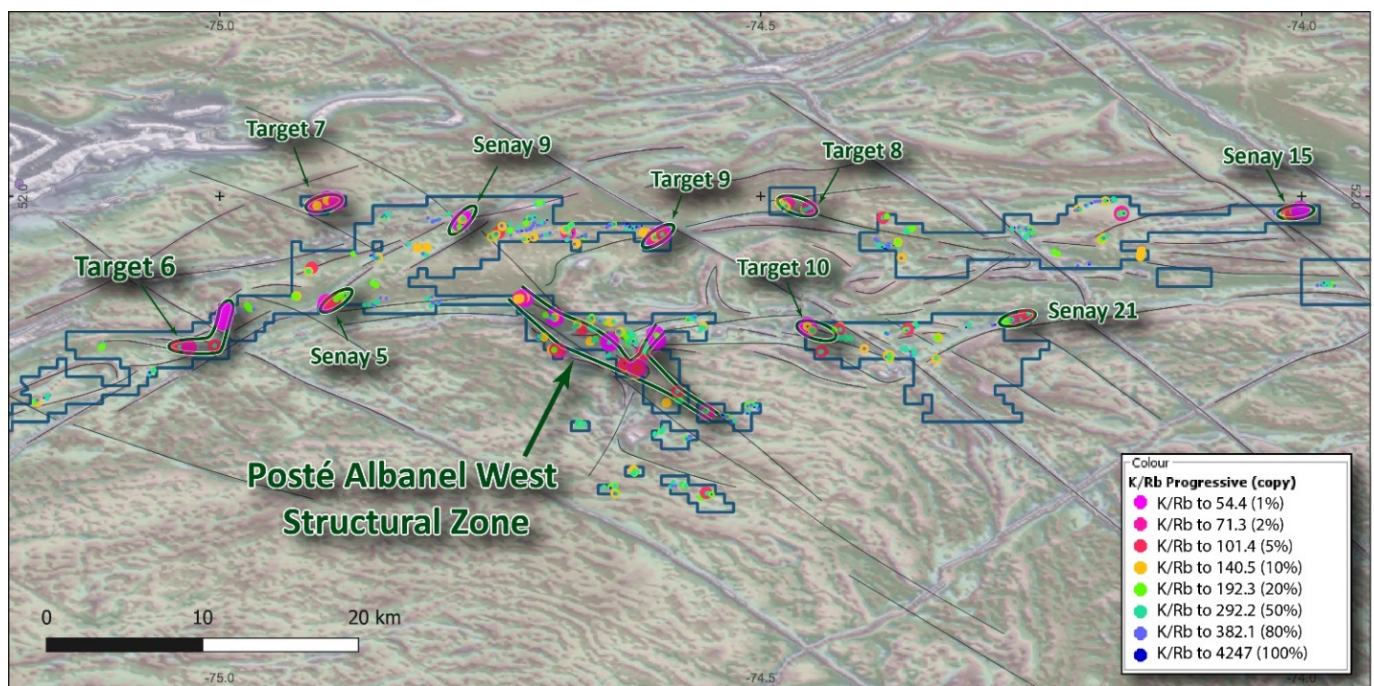 -75.0
-74.5
-74.0
Target 7
Senay 9
Target 8
Senay 15
Target 9
52.0
52.0
Target 6
Target 10
Senay 5
Senay 21
Posté Albanel West
Structural Zone
Colour
K/Rb Progressive (copy)
K/Rb to 54.4 (1%)
K/Rb to 71.3 (2%)
K/Rb to 101.4 (5%)
K/Rb to 140.5 (10%)
K/Rb to 192.3 (20%)
K/Rb to 292.2 (50%)
K/Rb to 382.1 (80%)
K/Rb to 4247 (100%)
0
10
20 km
-75.0
-74.5
-74.0